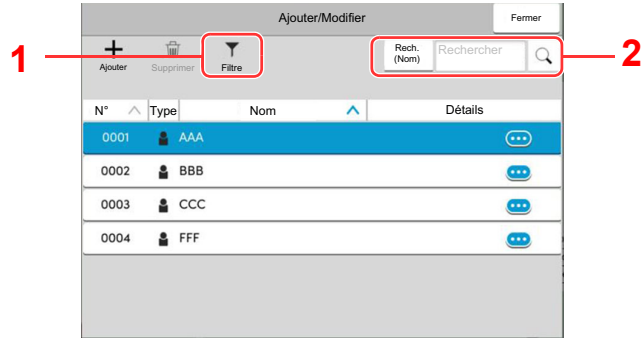 Ajouter/Modifier
Fermer
1
2
Ajouter
Supprimer
Filtre
Rech.
(Nom)
Rechercher
N° Type Nom Détails
0001 AAA
0002 BBB
0003 CCC
0004 FFF